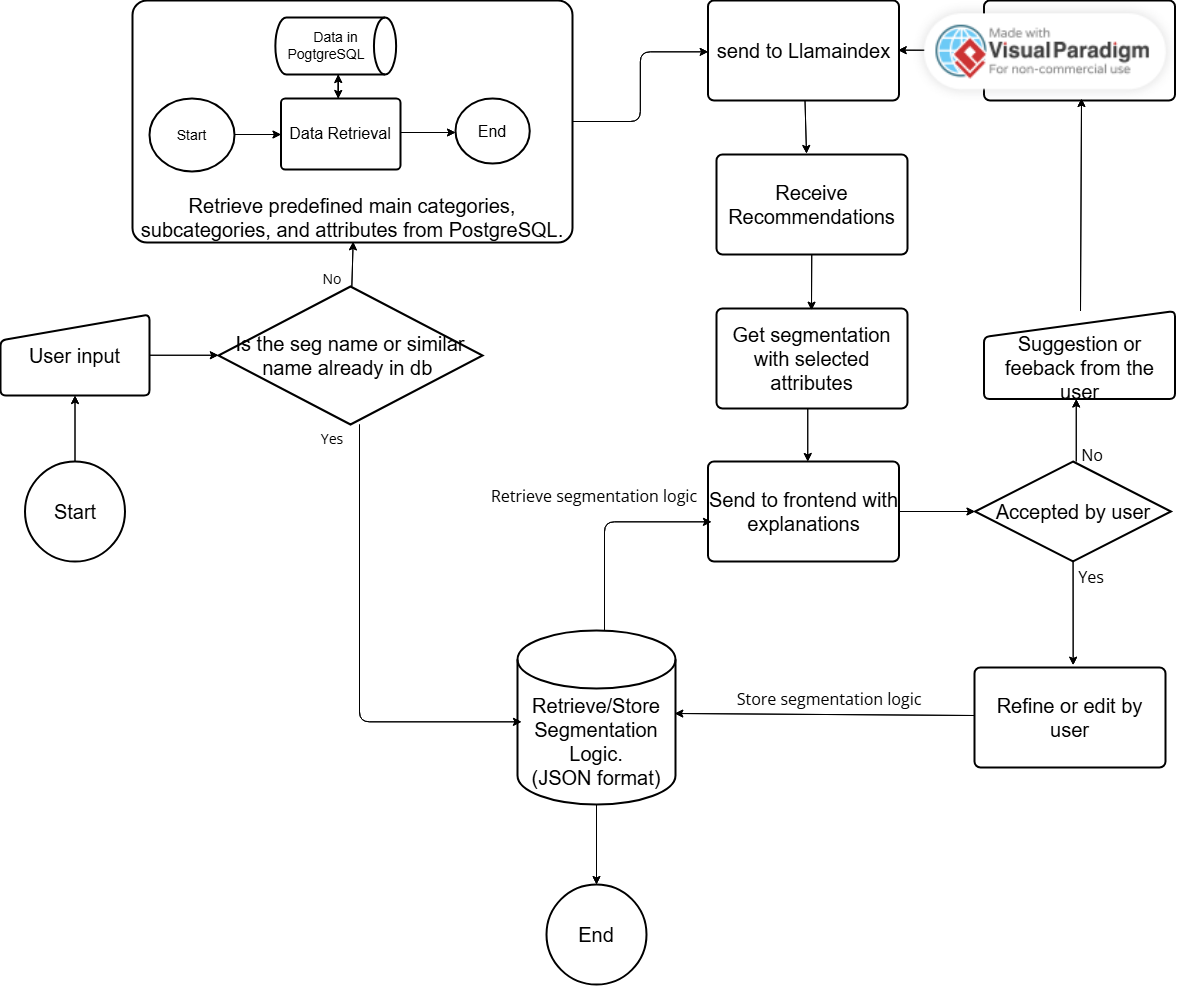 Data in
PogtgreSQL
Start
Data Retrieval
End
Retrieve predefined main categories,
subcategories, and attributes from PostgreSQL.
send to Llamaindex
Made with
VisualParadigm
For non-commercial use
Receive
Recommendations
No
User input
Is the seg name or similar
name already in db
Yes
Get segmentation
with selected
attributes
Suggestion or
feeback from the
user
No
Start
Retrieve segmentation logic
Send to frontend with
explanations
Accepted by user
Yes
Retrieve/Store
Segmentation
Logic.
(JSON format)
Store segmentation logic
Refine or edit by
user
End